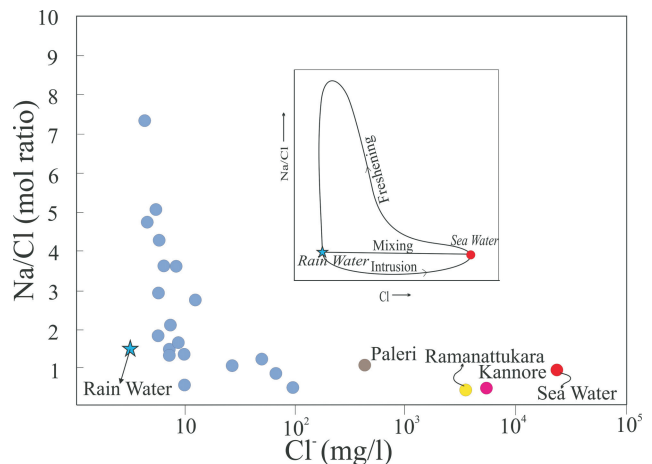 10
9
8
7
6
5
4
3
2
1
Na/Cl (mol ratio)
Na/Cl
Freshening
Mixing
Sea Water
Rain Water
Intrusion
Cl
Paleri
Ramanattukara
Kannore
Rain Water
Sea Water
10
10²
10³
10⁴
10⁵
Cl⁻ (mg/l)